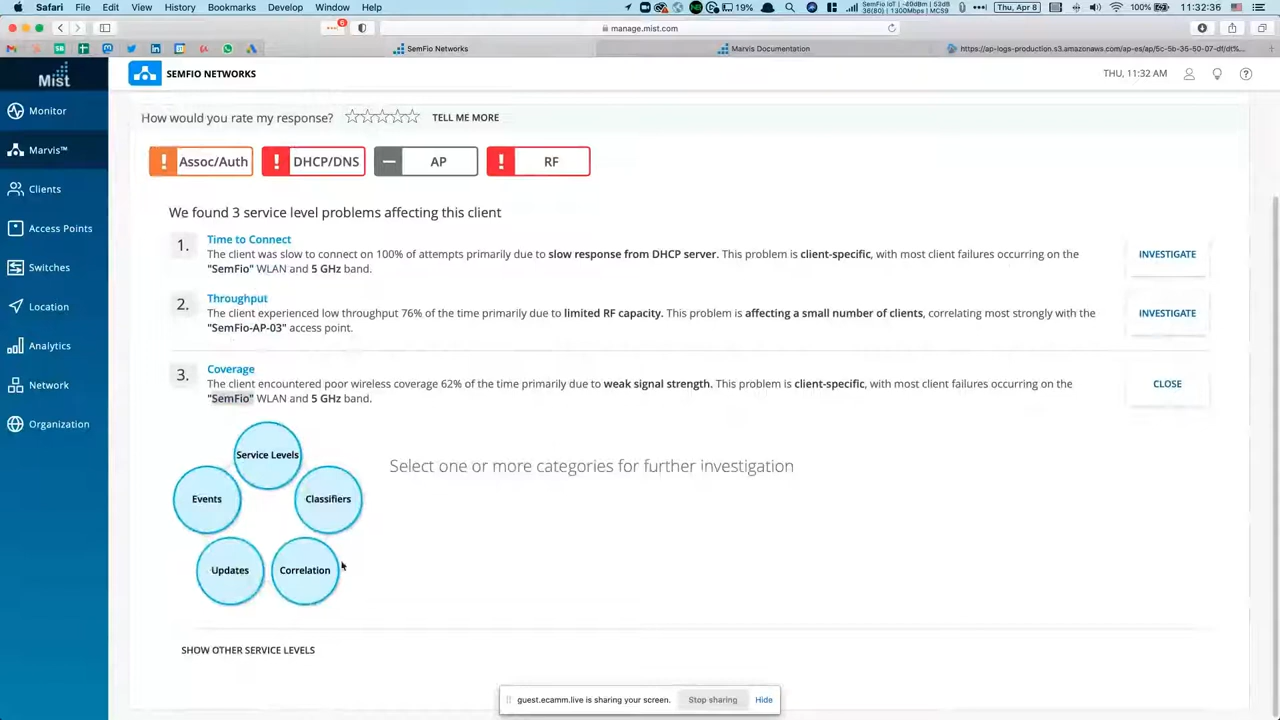 Safari File Edit View History Bookmarks Develop Window Help
6
19%
SemFio IoT | -49dBm | 52dB
36(80) | 1300Mbps | MCS9
Thu, Apr 8
100%
11:32:36
manage.mist.com
SemFio Networks
Marvis Documentation
https://ap-logs-production.s3.amazonaws.com/ap-es/ap/5c-5b-35-50-07-df/dt%...
Mist
SEMFIO NETWORKS
THU, 11:32 AM
Monitor
Marvis™
Clients
Access Points
Switches
Location
Analytics
Network
Organization
How would you rate my response?
TELL ME MORE
Assoc/Auth
DHCP/DNS
AP
RF
We found 3 service level problems affecting this client
1.
Time to Connect
The client was slow to connect on 100% of attempts primarily due to slow response from DHCP server. This problem is client-specific, with most client failures occurring on the
"SemFio" WLAN and 5 GHz band.
INVESTIGATE
2.
Throughput
The client experienced low throughput 76% of the time primarily due to limited RF capacity. This problem is affecting a small number of clients, correlating most strongly with the
"SemFio-AP-03" access point.
INVESTIGATE
3.
Coverage
The client encountered poor wireless coverage 62% of the time primarily due to weak signal strength. This problem is client-specific, with most client failures occurring on the
"SemFio" WLAN and 5 GHz band.
CLOSE
Service Levels
Events
Classifiers
Updates
Correlation
Select one or more categories for further investigation
SHOW OTHER SERVICE LEVELS
guest.ecamm.live is sharing your screen.
Stop sharing
Hide